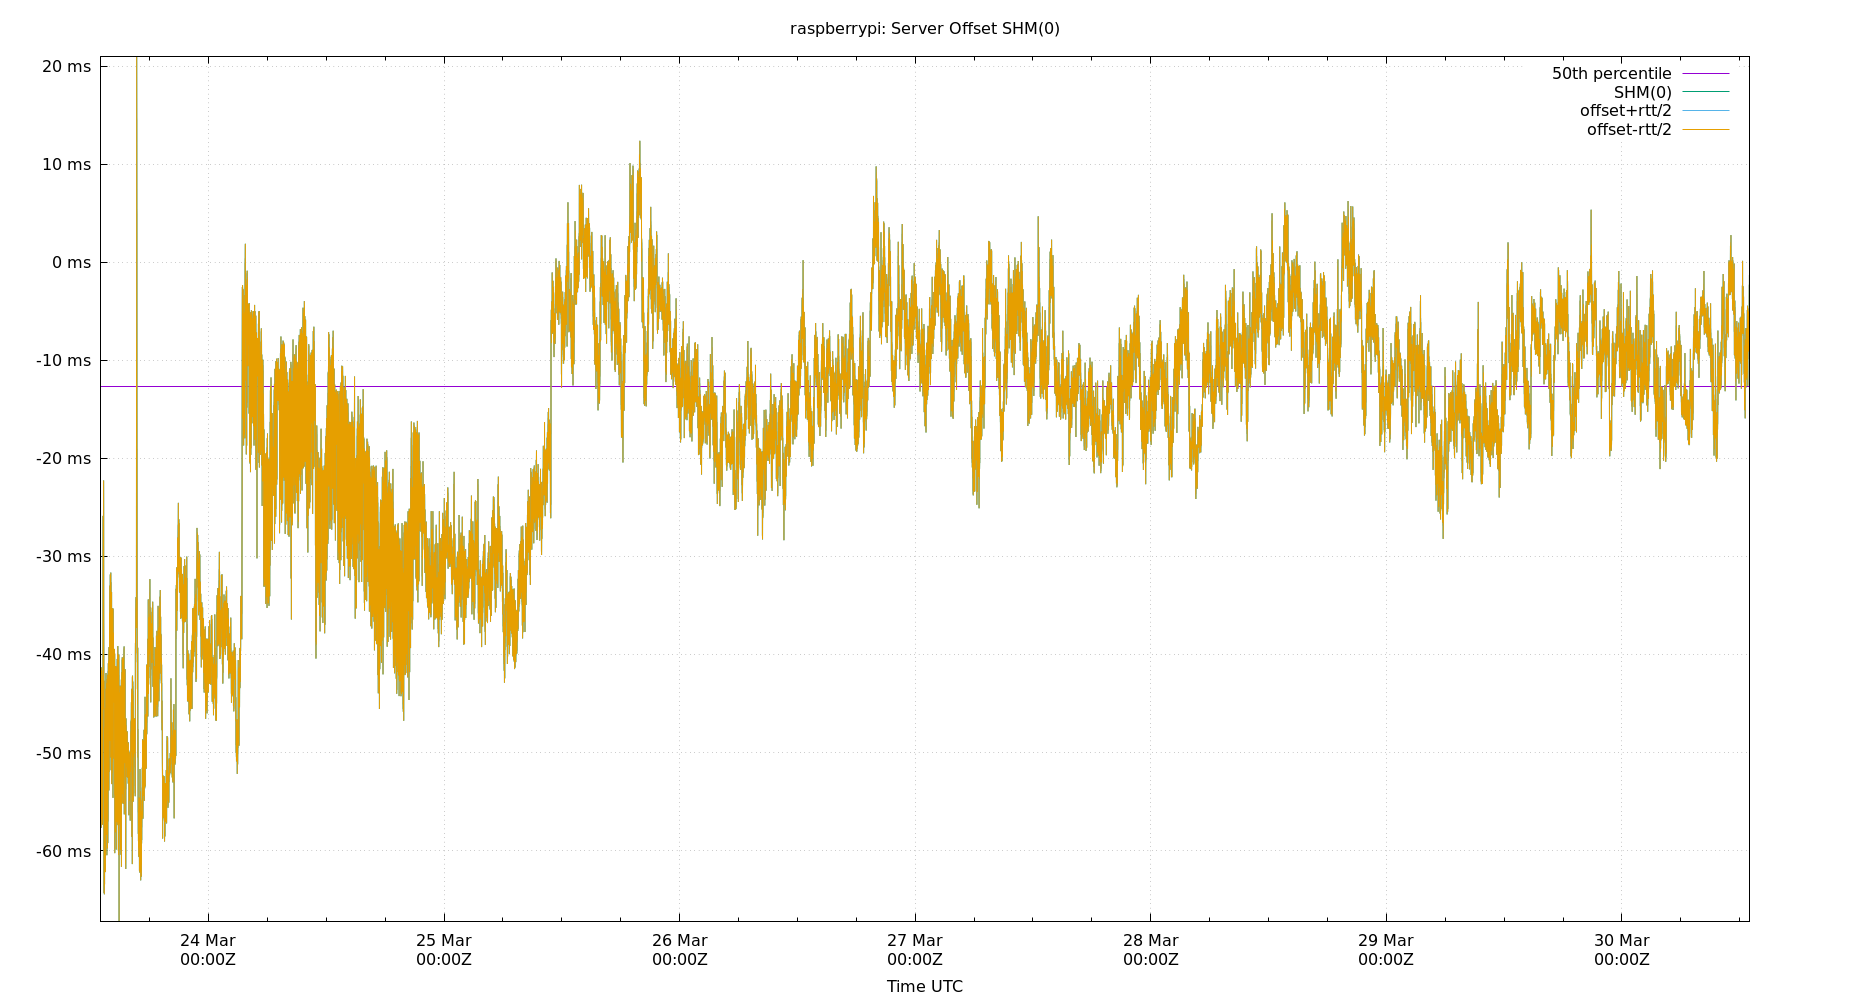 raspberrypi: Server Offset SHM(0)
20 ms
10 ms
0 ms
-10 ms
-20 ms
-30 ms
-40 ms
-50 ms
-60 ms
50th percentile
SHM(0)
offset+rtt/2
offset-rtt/2
24 Mar 25 Mar 26 Mar 27 Mar 28 Mar 29 Mar 30 Mar
00:00Z 00:00Z 00:00Z 00:00Z 00:00Z 00:00Z 00:00Z
Time UTC